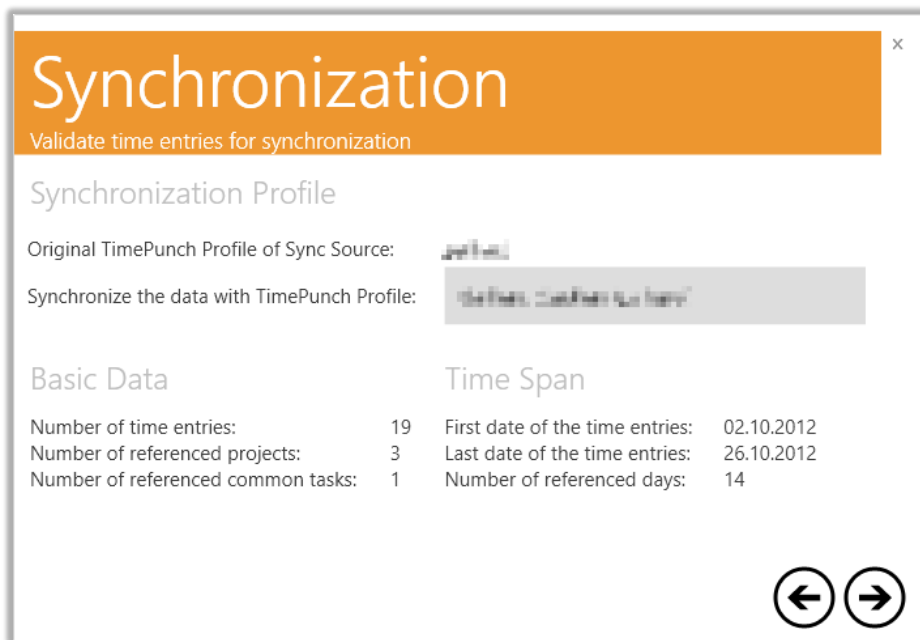 Synchronization
x
Validate time entries for synchronization
Synchronization Profile
Original TimePunch Profile of Sync Source:
Synchronize the data with TimePunch Profile:
Basic Data
Number of time entries: 19
Number of referenced projects: 3
Number of referenced common tasks: 1
Time Span
First date of the time entries: 02.10.2012
Last date of the time entries: 26.10.2012
Number of referenced days: 14